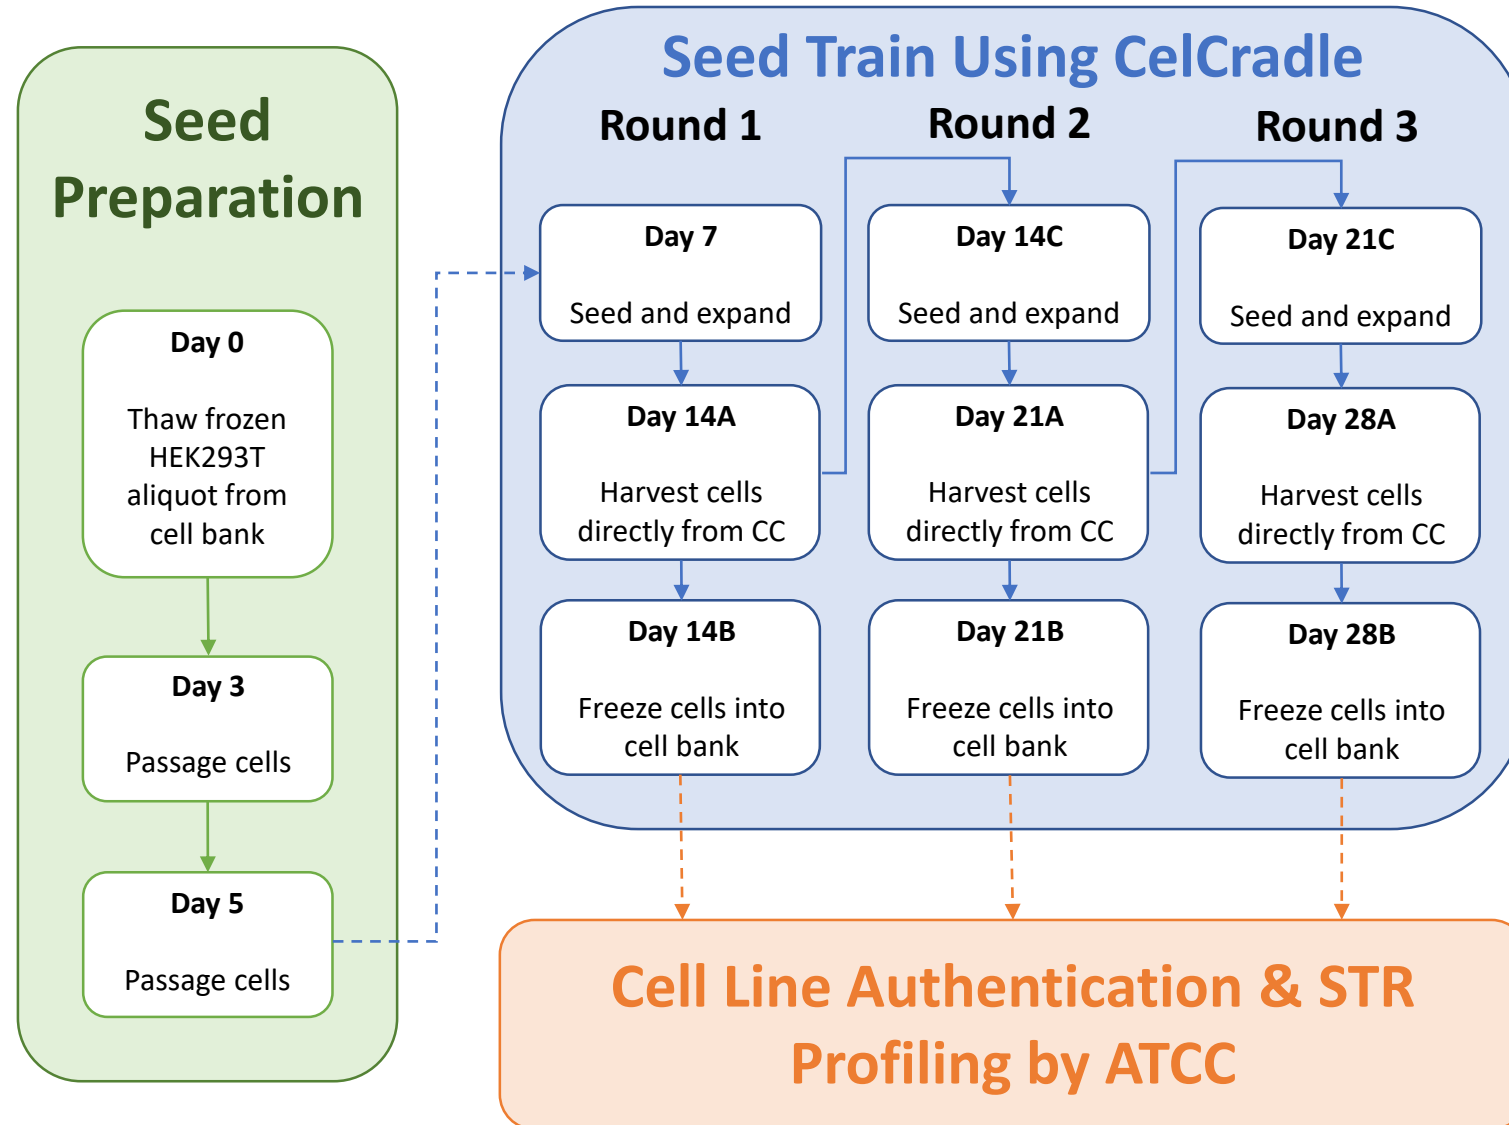 Seed
Preparation
Day 0
Thaw frozen
HEK293T
aliquot from
cell bank
Day 3
Passage cells
Day 5
Passage cells
Seed Train Using CelCradle
Round 1
Day 7
Seed and expand
Day 14A
Harvest cells
directly from CC
Day 14B
Freeze cells into
cell bank
Round 2
Day 14C
Seed and expand
Day 21A
Harvest cells
directly from CC
Day 21B
Freeze cells into
cell bank
Round 3
Day 21C
Seed and expand
Day 28A
Harvest cells
directly from CC
Day 28B
Freeze cells into
cell bank
Cell Line Authentication & STR
Profiling by ATCC